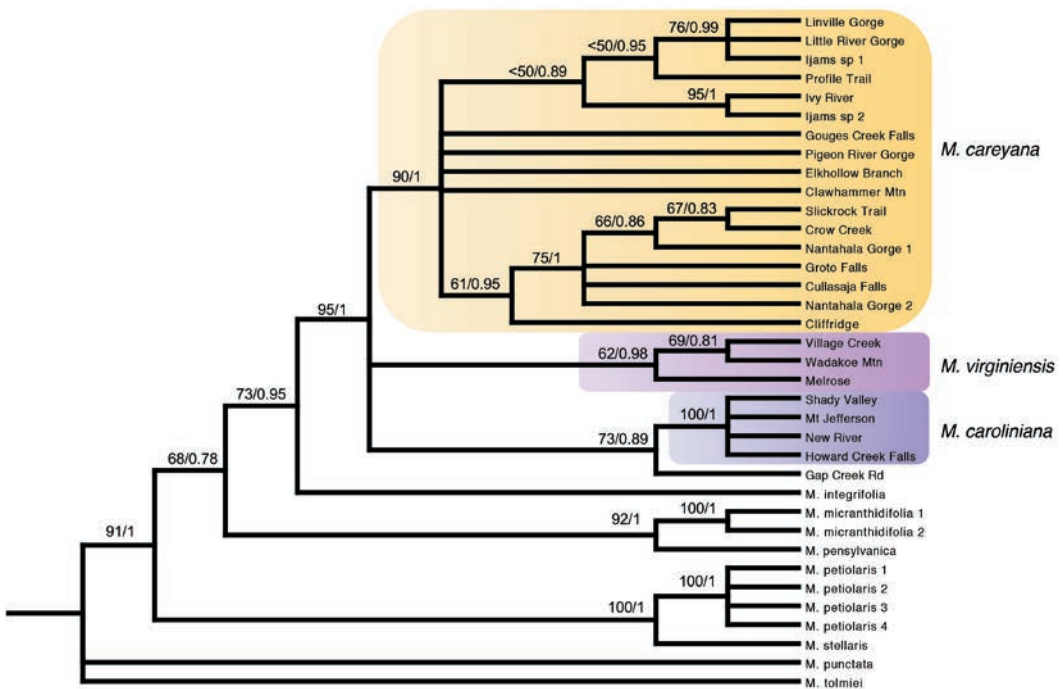 Linville Gorge
76/0.99
Little River Gorge
<50/0.95
Ijams sp 1
<50/0.89
Profile Trail
95/1
Ivy River
Ijams sp 2
Gouges Creek Falls
M. careyana
Pigeon River Gorge
Elkhollow Branch
90/1
Clawhammer Mtn
67/0.83
Slickrock Trail
66/0.86
Crow Creek
Nantahala Gorge 1
75/1
Groto Falls
61/0.95
Cullasaja Falls
Nantahala Gorge 2
95/1
Cliffridge
69/0.81
Village Creek
62/0.98
Wadakoe Mtn
M. virginiensis
Melrose
73/0.95
Shady Valley
100/1
Mt Jefferson
M. caroliniana
73/0.89
New River
Howard Creek Falls
68/0.78
Gap Creek Rd
M. integrifolia
100/1
M. micranthidifolia 1
92/1
M. micranthidifolia 2
91/1
M. pensylvanica
M. petiolaris 1
100/1
M. petiolaris 2
100/1
M. petiolaris 3
M. petiolaris 4
M. stellaris
M. punctata
M. tolmiei